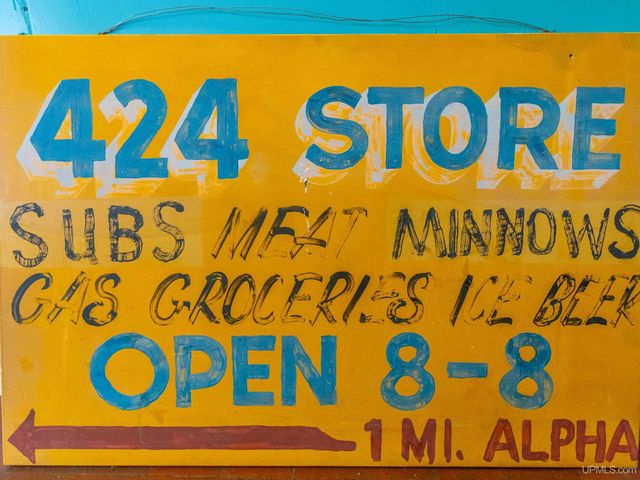 424 STORE
SUBS MEAT MINNOWS
GAS GROCERIES ICE BEER
OPEN 8-8
1 MI. ALPHA
UPMLS.com